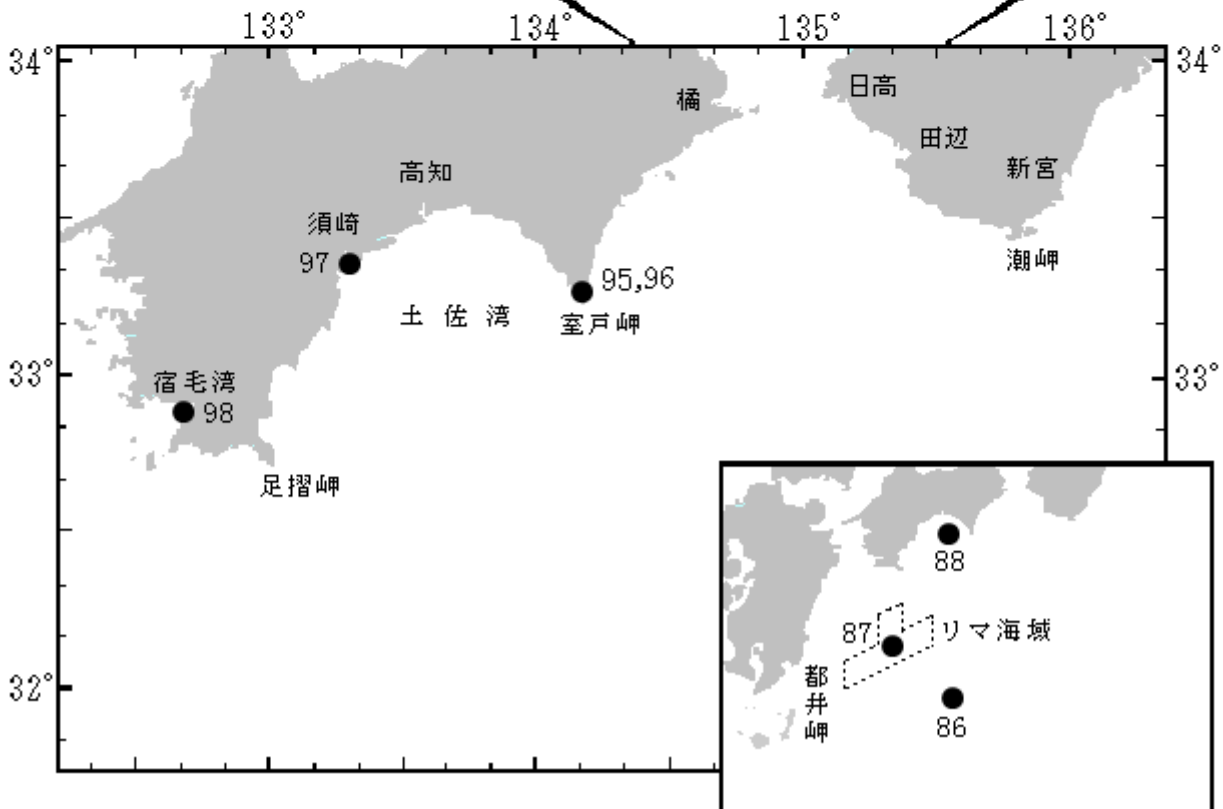 133° 134° 135° 136°
34° 34°
橘
日高
田辺
高知
新宮
須崎
97
潮岬
95,96
土佐湾
室戸岬
33° 33°
宿毛湾
98
足摺岬
88
87
リマ海域
都井岬
32°
86